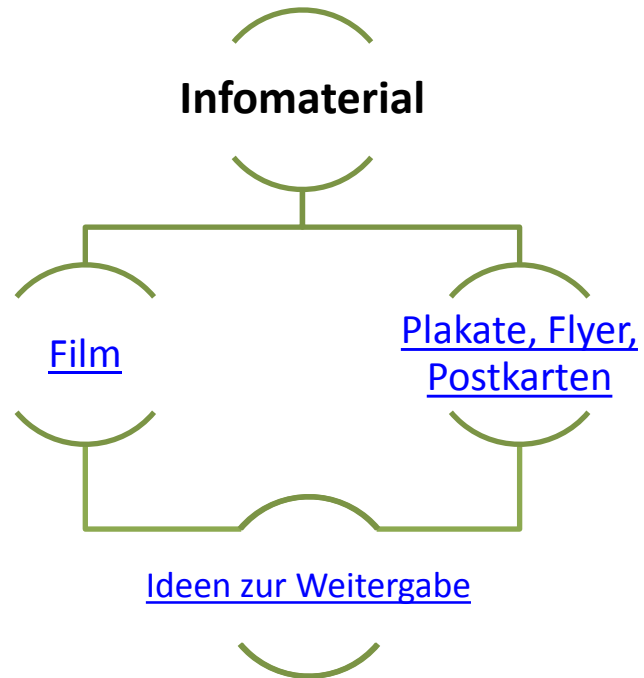 Infomaterial
Film
Plakate, Flyer,
Postkarten
Ideen zur Weitergabe